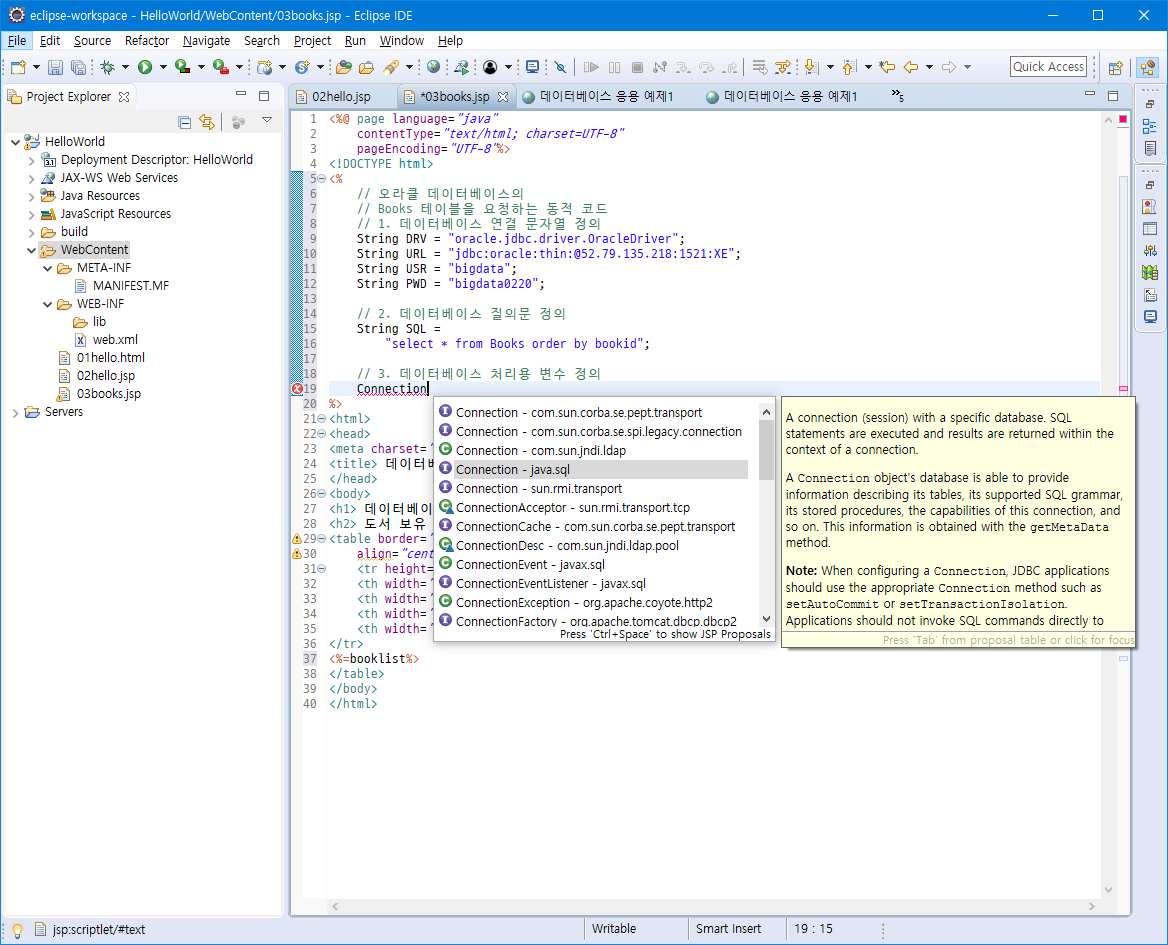 eclipse-workspace - HelloWorld/WebContent/03books.jsp - Eclipse IDE
File Edit Source Refactor Navigate Search Project Run Window Help
Quick Access
Project Explorer
HelloWorld
3.1 Deployment Descriptor: HelloWorld
JAX-WS Web Services
Java Resources
JavaScript Resources
build
WebContent
META-INF
MANIFEST.MF
WEB-INF
lib
web.xml
01hello.html
02hello.jsp
03books.jsp
Servers
02hello.jsp *03books.jsp 데이터베이스 응용 예제1 데이터베이스 응용 예제1 »5
1 <%@ page language="java"
2 contentType="text/html; charset=UTF-8"
3 pageEncoding="UTF-8"%>
4 <!DOCTYPE html>
5 <%
6 // 오라클 데이터베이스의
7 // Books 테이블을 요청하는 동적 코드
8 // 1. 데이터베이스 연결 문자열 정의
9 String DRV = "oracle.jdbc.driver.OracleDriver";
10 String URL = "jdbc:oracle:thin:@52.79.135.218:1521:XE";
11 String USR = "bigdata";
12 String PWD = "bigdata0220";
13
14 // 2. 데이터베이스 질의문 정의
15 String SQL =
16 "select * from Books order by bookid";
17
18 // 3. 데이터베이스 처리용 변수 정의
19 Connection
20 %>
21 <html>
22 <head>
23 <meta charset="
24 <title> 데이터베
25 </head>
26 <body>
27 <h1> 데이터베이
28 <h2> 도서 보유
29 <table border="
30 align="cent
31 <tr height=
32 <th width="
33 <th width="
34 <th width="
35 <th width="
36 </tr>
37 <%=booklist%>
38 </table>
39 </body>
40 </html>
Connection - com.sun.corba.se.pept.transport
Connection - com.sun.corba.se.spi.legacy.connection
Connection - com.sun.jndi.ldap
Connection - java.sql
Connection - sun.rmi.transport
ConnectionAcceptor - sun.rmi.transport.tcp
ConnectionCache - com.sun.corba.se.pept.transport
ConnectionDesc - com.sun.jndi.ldap.pool
ConnectionEvent - javax.sql
ConnectionEventListener - javax.sql
ConnectionException - org.apache.coyote.http2
ConnectionFactory - org.apache.tomcat.dbcp.dbcp2
Press 'Ctrl+Space' to show JSP Proposals
A connection (session) with a specific database. SQL
statements are executed and results are returned within the
context of a connection.
A Connection object's database is able to provide
information describing its tables, its supported SQL grammar,
its stored procedures, the capabilities of this connection, and
so on. This information is obtained with the getMetaData
method.
Note: When configuring a Connection, JDBC applications
should use the appropriate Connection method such as
setAutoCommit or setTransactionIsolation.
Applications should not invoke SQL commands directly to
Press 'Tab' from proposal table or click for focus
jsp:scriptlet/#text Writable Smart Insert 19 : 15